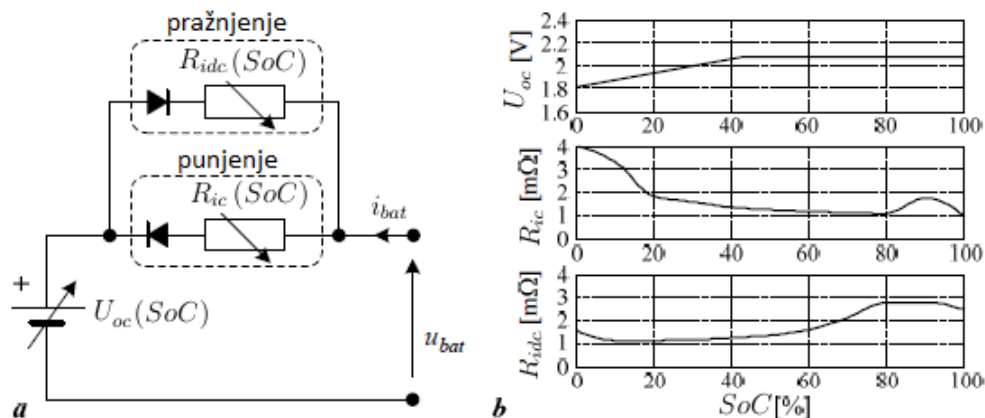 pražnjenje
R_idc(SoC)
punjenje
R_ic(SoC)
i_bat
+
U_oc(SoC)
u_bat
a
U_oc [V]
2.4
2.2
2
1.8
1.6
0 20 40 60 80 100
R_ic [mΩ]
4
3
2
1
0
0 20 40 60 80 100
R_idc [mΩ]
4
3
2
1
0
0 20 40 60 80 100
SoC[%]
b